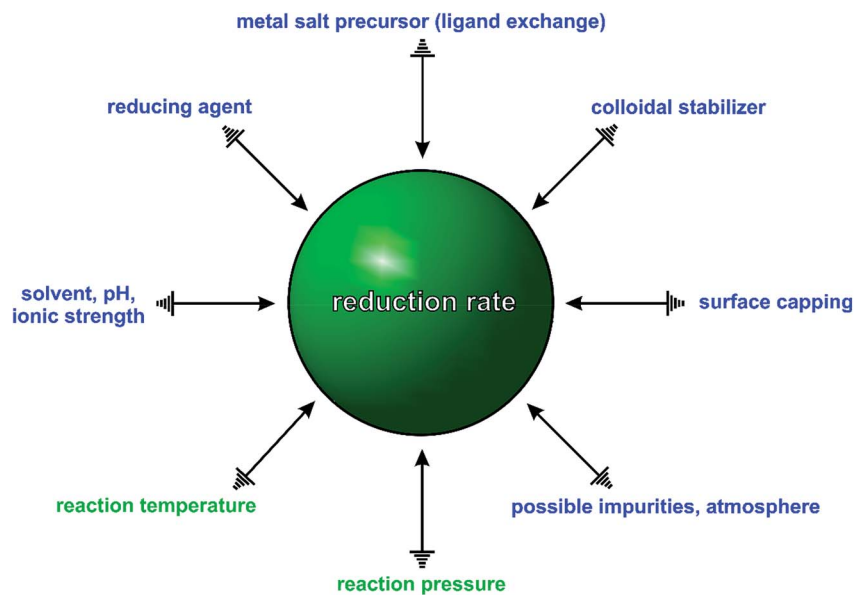 metal salt precursor (ligand exchange)
reducing agent
colloidal stabilizer
solvent, pH,
ionic strength
reduction rate
surface capping
reaction temperature
possible impurities, atmosphere
reaction pressure